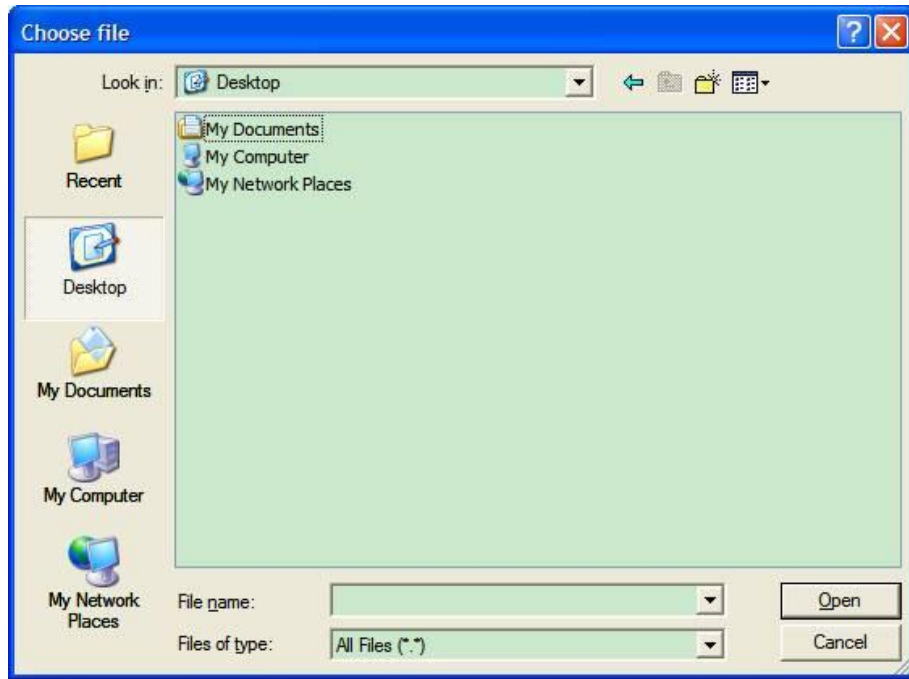 Choose file
Look in:
Desktop
Recent
Desktop
My Documents
My Computer
My Network
Places
My Documents
My Computer
My Network Places
File name:
Open
Files of type:
All Files (*.*)
Cancel